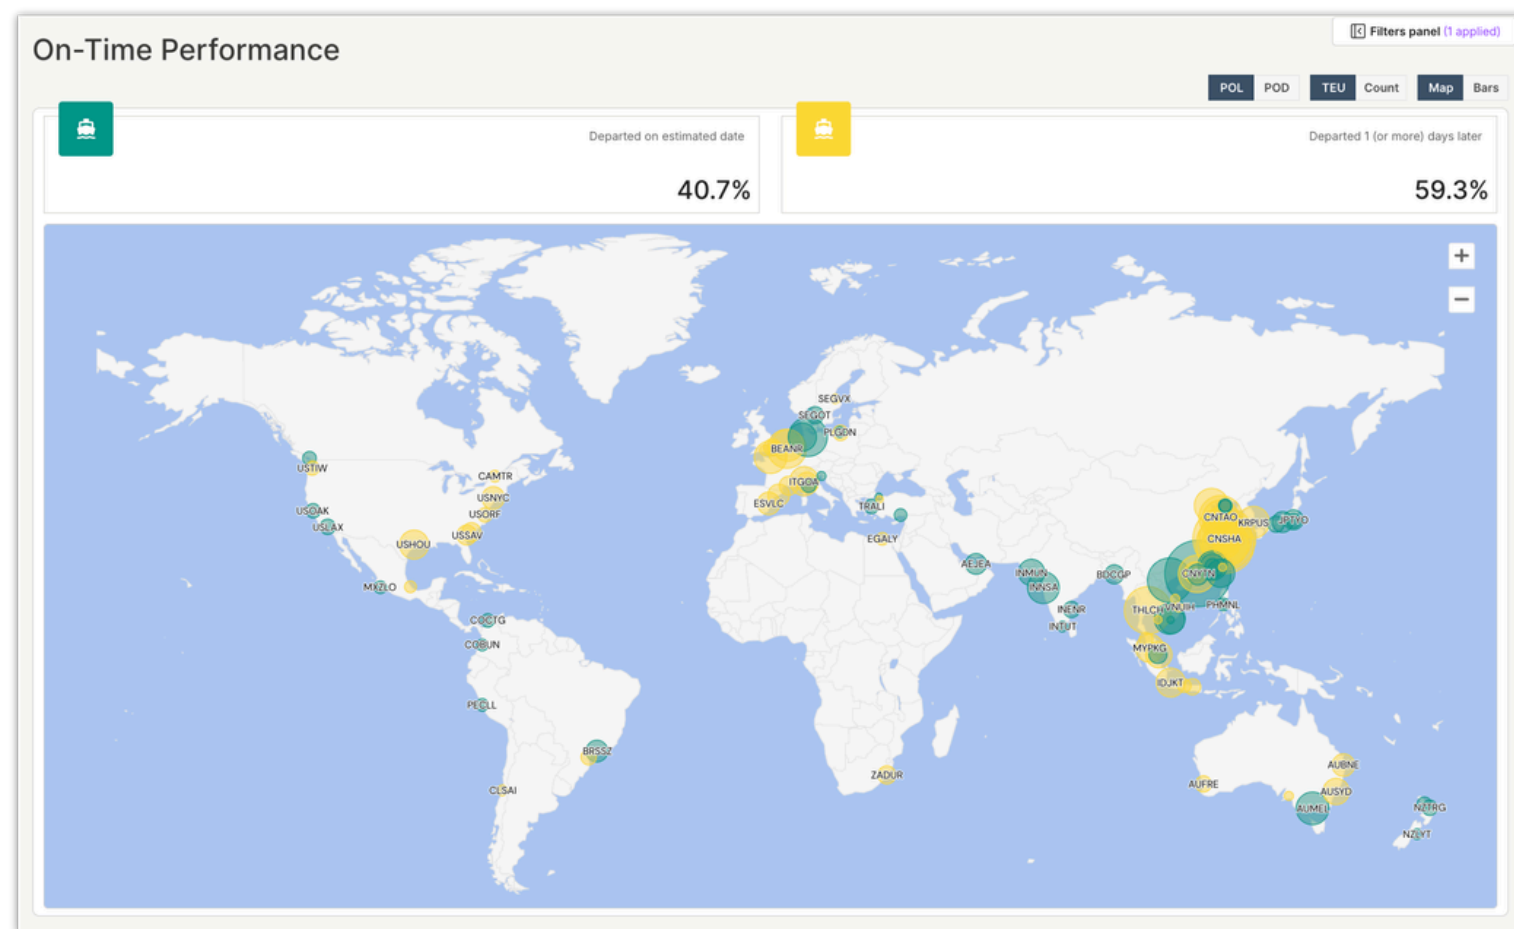 Filters panel (1 applied)
On-Time Performance
POL POD TEU Count Map Bars
Departed on estimated date
40.7%
Departed 1 (or more) days later
59.3%
+
−
SEGVX
SEGOT
PLGDN
BEANR
USTIW
CAMTR
ITGOA
USNYC
ESVLC
TRALI
USOAK
USORF
CNTAO
KRPUS
JPTYO
USLAX
USSAV
EGALY
CNSHA
USHOU
AEJEA
INMUN
BDCGP
CNYTN
MXZLO
INNSA
COCTG
INENR
THLCH
VNUIH
PHMNL
INTUT
COBUN
MYPKG
IDJKT
PECLL
BRSSZ
CLSAI
ZADUR
AUBNE
AUFRE
AUSYD
AUMEL
NZTRG
NZLYT